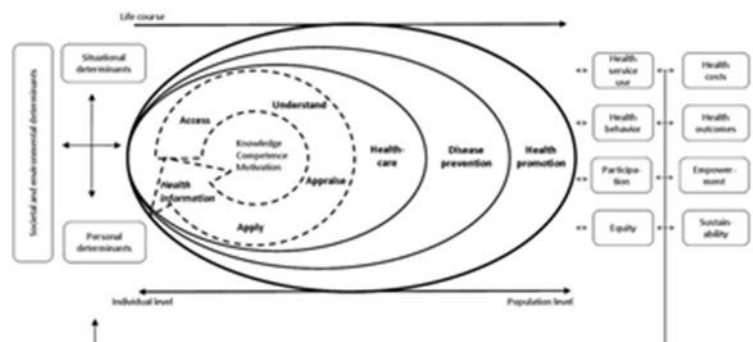 Life course
Societal and environmental determinants
Situational
determinants
Personal
determinants
Access
Understand
Knowledge
Competence
Motivation
Health
information
Appraise
Apply
Health-
care
Disease
prevention
Health
promotion
Individual level
Population level
Health
service
use
Health
costs
Health
behavior
Health
outcomes
Participa-
tion
Empower-
ment
Equity
Sustain-
ability